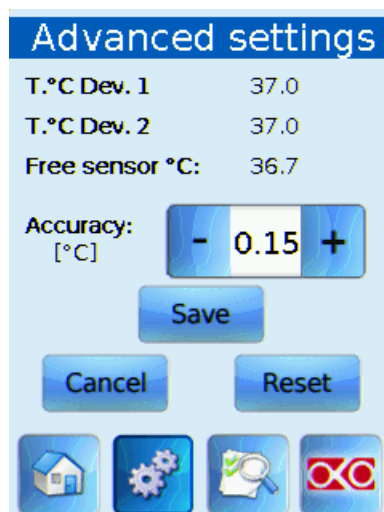 Advanced settings
T.°C Dev. 1 37.0
T.°C Dev. 2 37.0
Free sensor °C: 36.7
Accuracy:
[°C]
- 0.15 +
Save
Cancel Reset